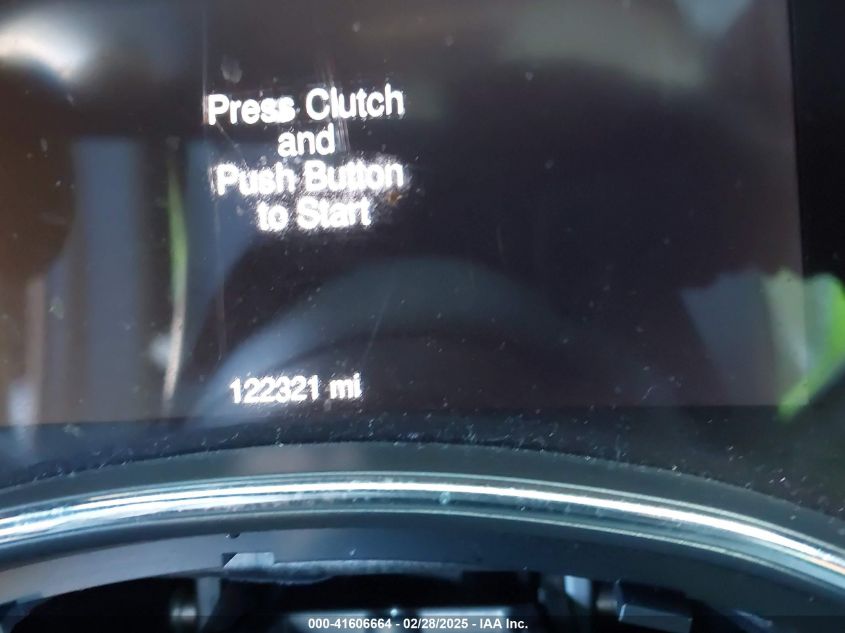 Press Clutch
and
Push Button
to Start
122321 mi
000-41606664 - 02/28/2025 - IAA Inc.